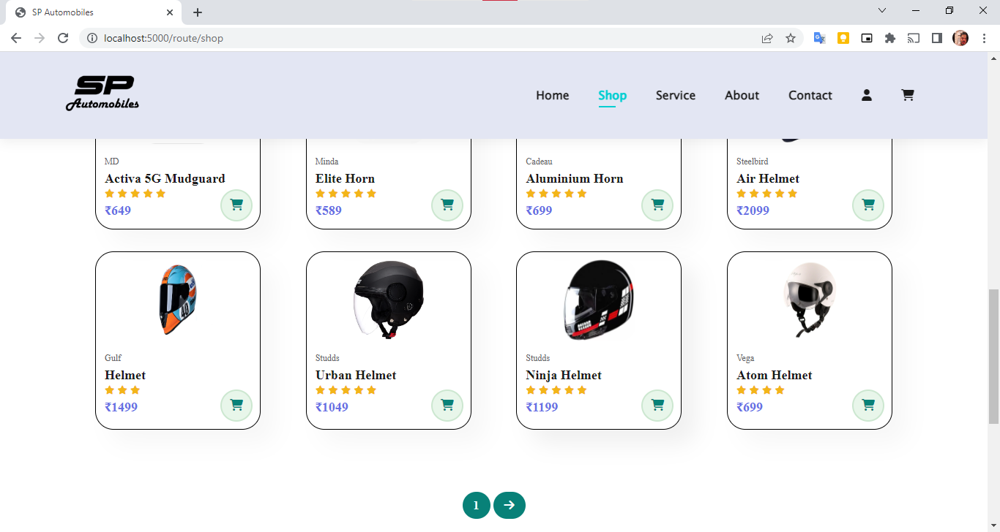 SP Automobiles
localhost:5000/route/shop
SP
Automobiles
Home Shop Service About Contact
MD Minda Cadeau Steelbird
Activa 5G Mudguard Elite Horn Aluminium Horn Air Helmet
₹649 ₹589 ₹699 ₹2099
Gulf Studds Studds Vega
Helmet Urban Helmet Ninja Helmet Atom Helmet
₹1499 ₹1049 ₹1199 ₹699
1